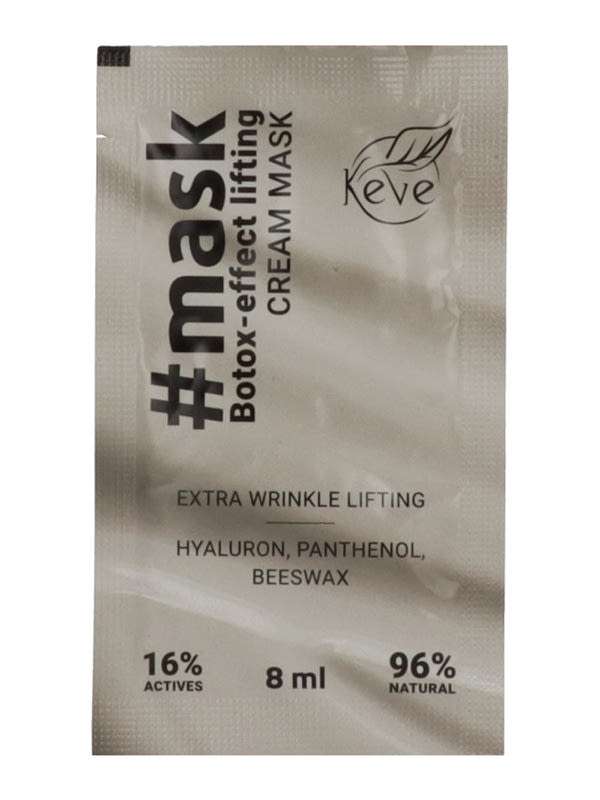 #mask
Botox-effect lifting
CREAM MASK
Keve
EXTRA WRINKLE LIFTING
HYALURON, PANTHENOL,
BEESWAX
16%
ACTIVES
8 ml
96%
NATURAL